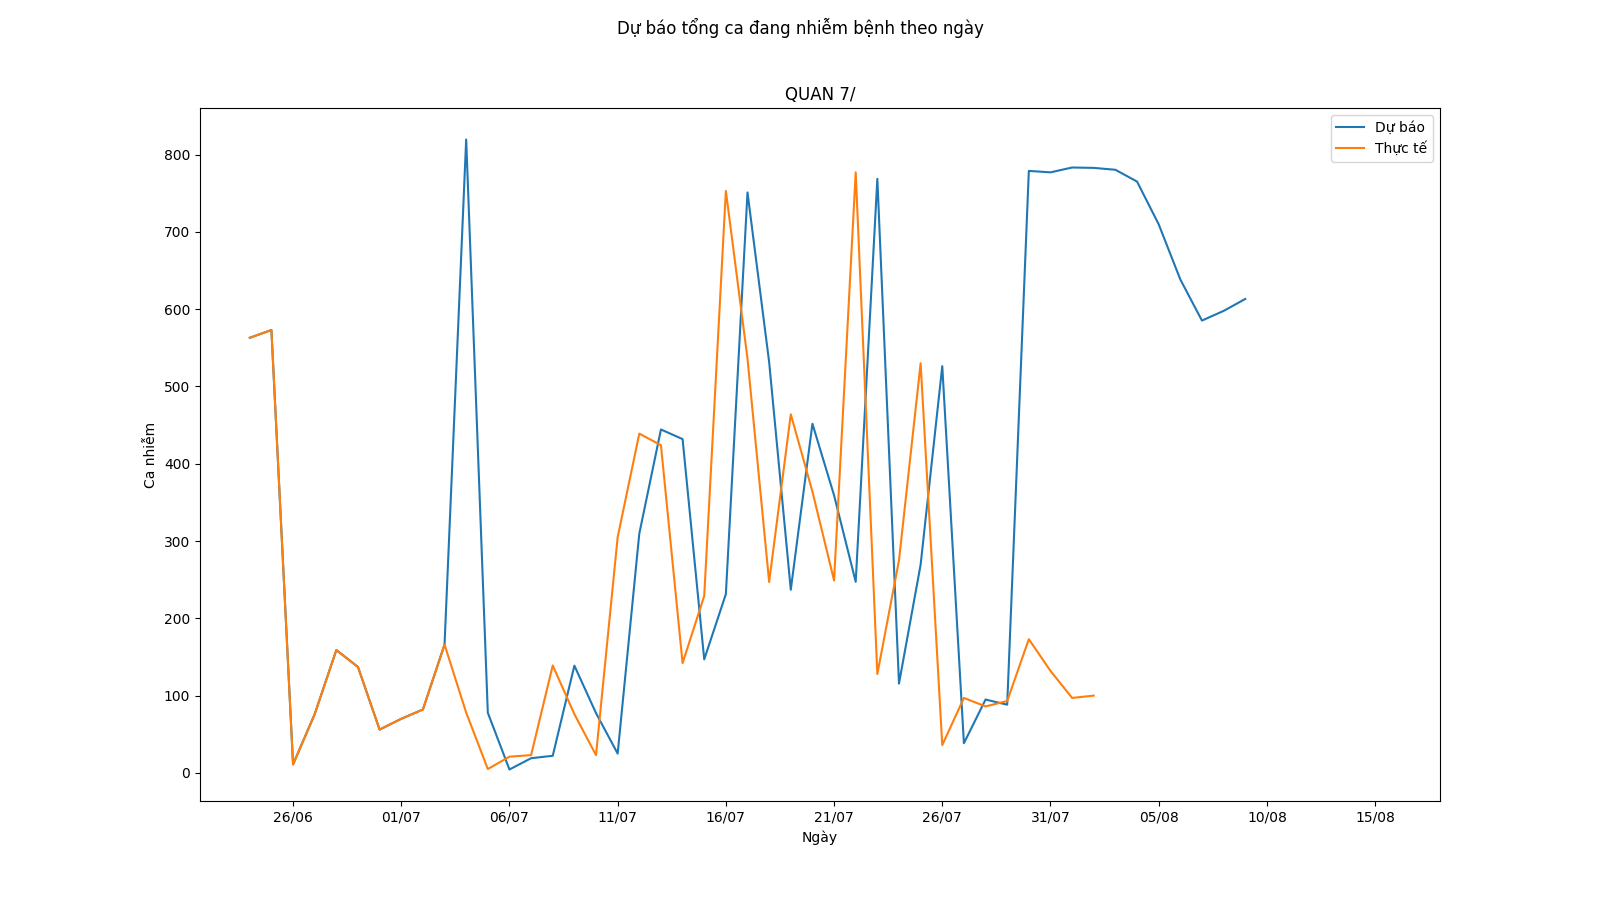 Dự báo tổng ca đang nhiễm bệnh theo ngày
QUAN 7/
Dự báo
Thực tế
800
700
600
500
400
300
200
100
0
Ca nhiễm
26/06 01/07 06/07 11/07 16/07 21/07 26/07 31/07 05/08 10/08 15/08
Ngày